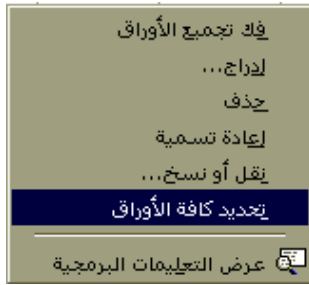 فك تجميع الأوراق
إدراج...
حذف
إعادة تسمية
نقل أو نسخ...
تحديد كافة الأوراق
عرض التعليمات البرمجية